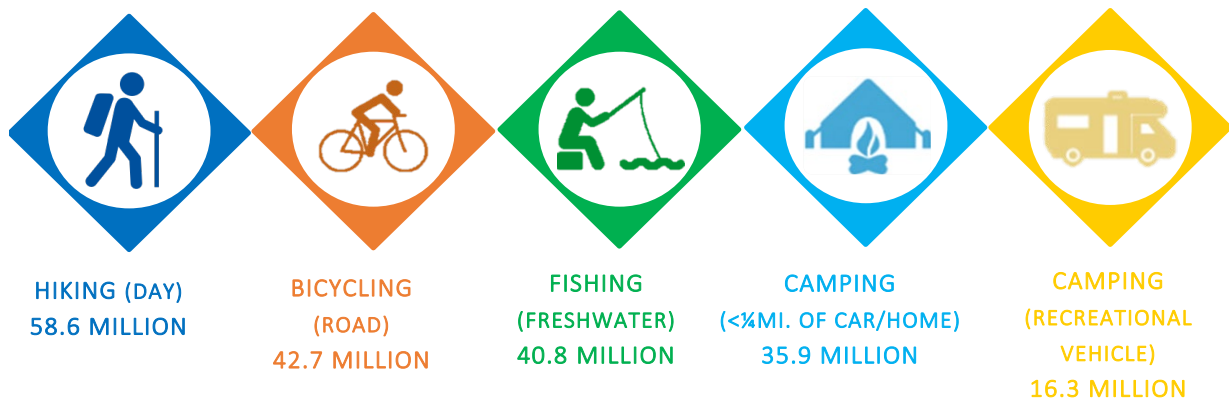 HIKING (DAY)
58.6 MILLION
BICYCLING
(ROAD)
42.7 MILLION
FISHING
(FRESHWATER)
40.8 MILLION
CAMPING
(<¼MI. OF CAR/HOME)
35.9 MILLION
CAMPING
(RECREATIONAL
VEHICLE)
16.3 MILLION